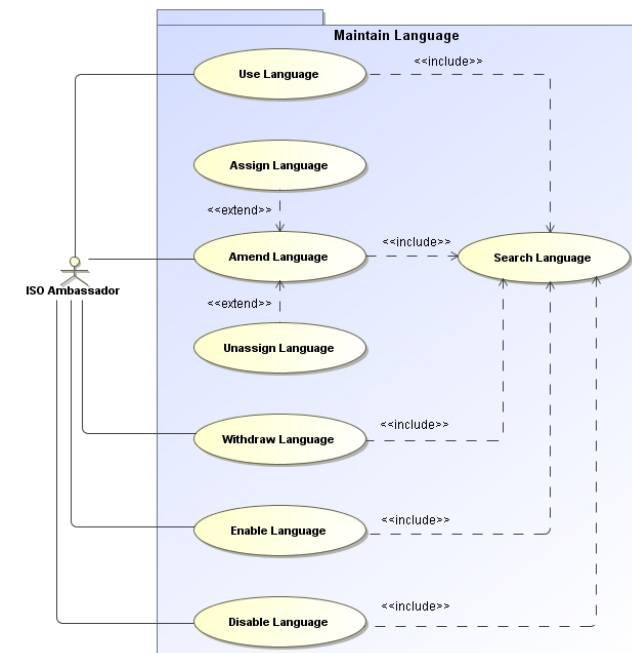 Maintain Language
Use Language
<<include>>
Assign Language
<<extend>>
Amend Language
<<include>>
Search Language
ISO Ambassador
<<extend>>
Unassign Language
Withdraw Language
<<include>>
Enable Language
<<include>>
Disable Language
<<include>>